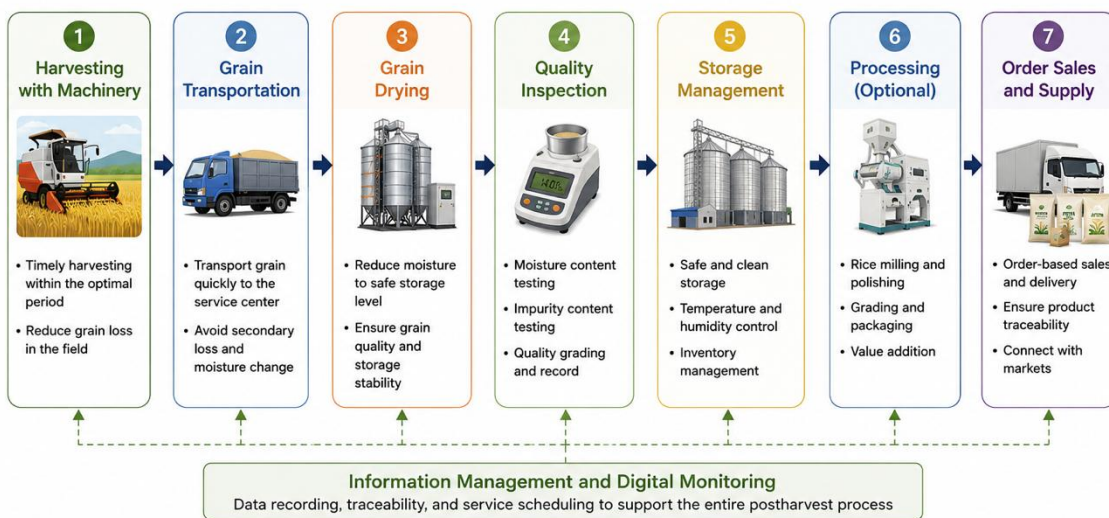 1
Harvesting
with Machinery
• Timely harvesting
within the optimal
period
• Reduce grain loss
in the field
2
Grain
Transportation
• Transport grain
quickly to the
service center
• Avoid secondary
loss and
moisture change
3
Grain
Drying
• Reduce moisture
to safe storage
level
• Ensure grain
quality and
storage
stability
4
Quality
Inspection
• Moisture content
testing
• Impurity content
testing
• Quality grading
and record
5
Storage
Management
• Safe and clean
storage
• Temperature and
humidity control
• Inventory
management
6
Processing
(Optional)
• Rice milling and
polishing
• Grading and
packaging
• Value addition
7
Order Sales
and Supply
• Order-based sales
and delivery
• Ensure product
traceability
• Connect with
markets
Information Management and Digital Monitoring
Data recording, traceability, and service scheduling to support the entire postharvest process